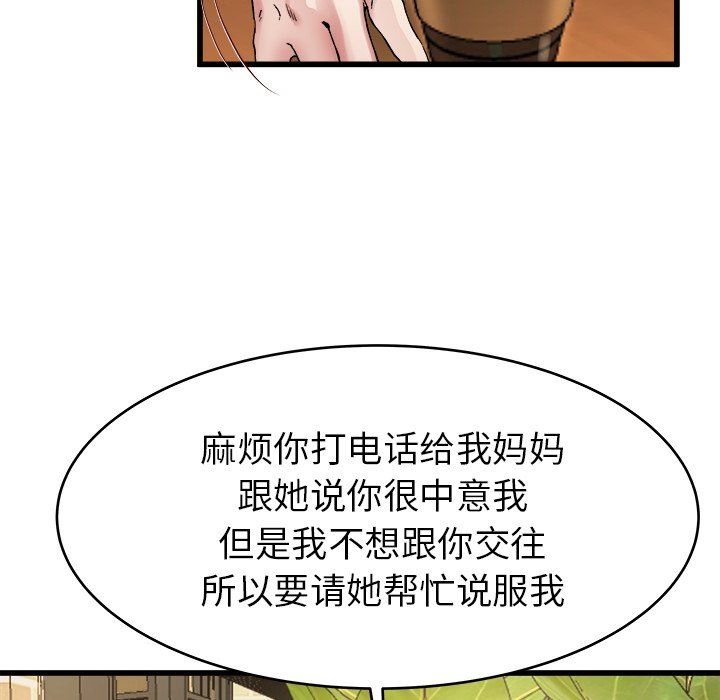 麻烦你打电话给我妈妈
跟她说你很中意我
但是我不想跟你交往
所以要请她帮忙说服我